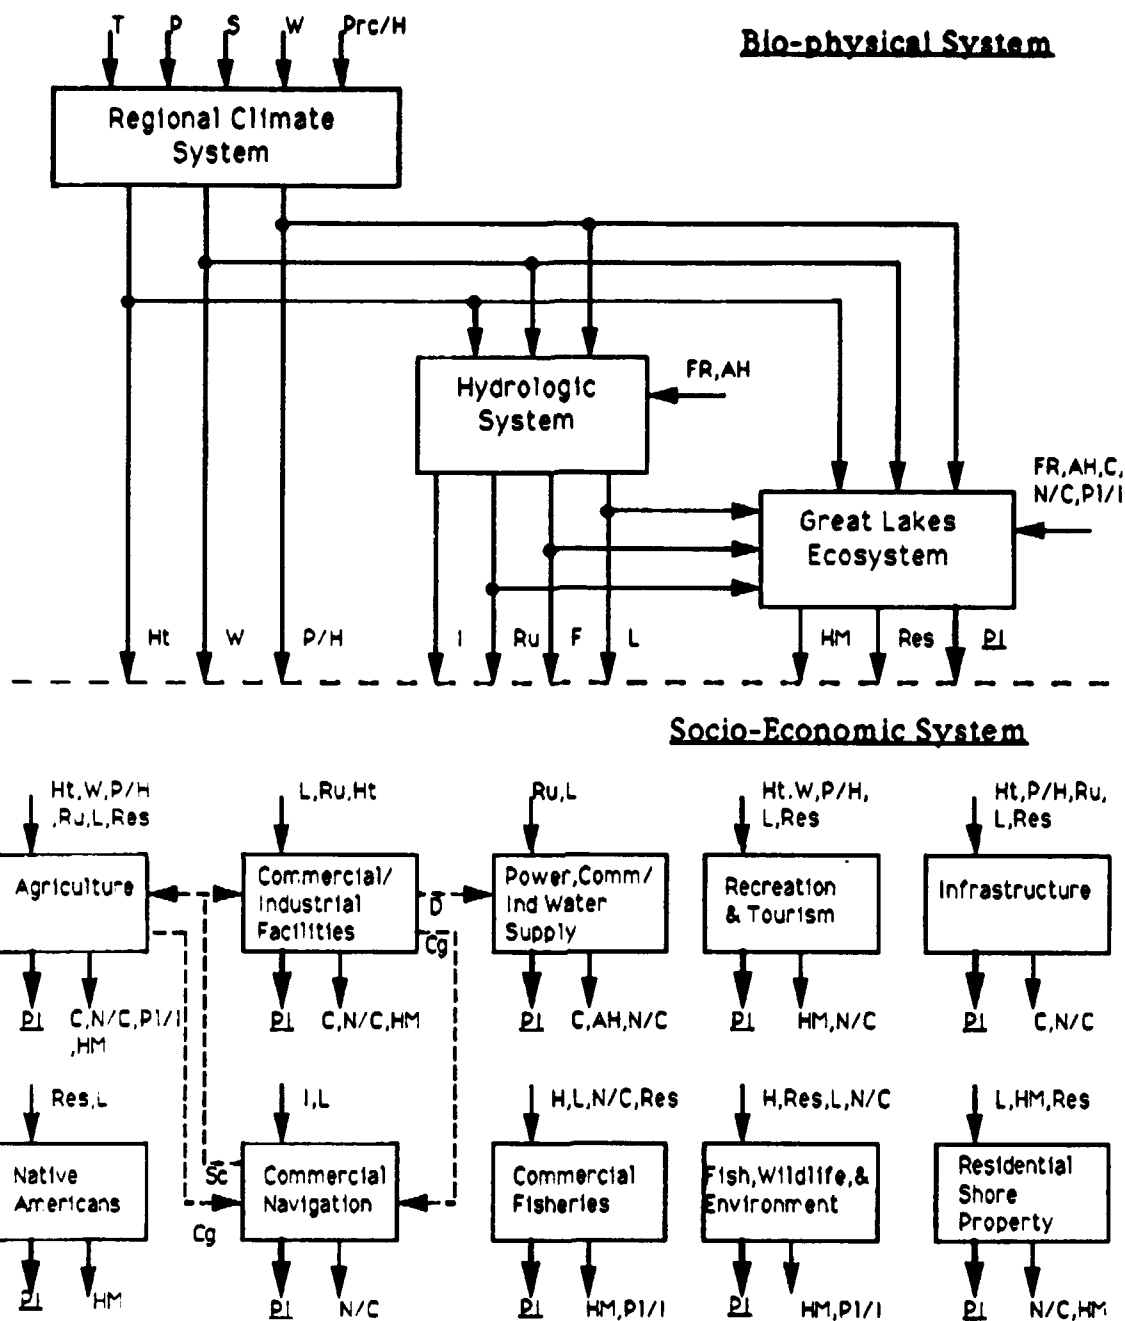 T P S W Prc/H
Bio-physical System
Regional Climate
System
FR,AH
Hydrologic
System
FR,AH,C,
N/C,P1/I
Great Lakes
Ecosystem
Ht W P/H I Ru F L HM Res P1
Socio-Economic System
Ht,W,P/H
,Ru,L,Res
L,Ru,Ht
Ru,L
Ht.W,P/H,
L,Res
Ht,P/H,Ru,
L,Res
Agriculture
Commercial/
Industrial
Facilities
D
Cg
Power,Comm/
Ind Water
Supply
Recreation
& Tourism
Infrastructure
P1 C,N/C,P1/I
,HM
P1 C,N/C,HM
P1 C,AH,N/C
P1 HM,N/C
P1 C,N/C
Res,L
I,L
H,L,N/C,Res
H,Res,L,N/C
L,HM,Res
Native
Americans
Sc
Cg
Commercial
Navigation
Commercial
Fisheries
Fish,Wildlife,&
Environment
Residential
Shore
Property
P1 HM
P1 N/C
P1 HM,P1/I
P1 HM,P1/I
P1 N/C,HM